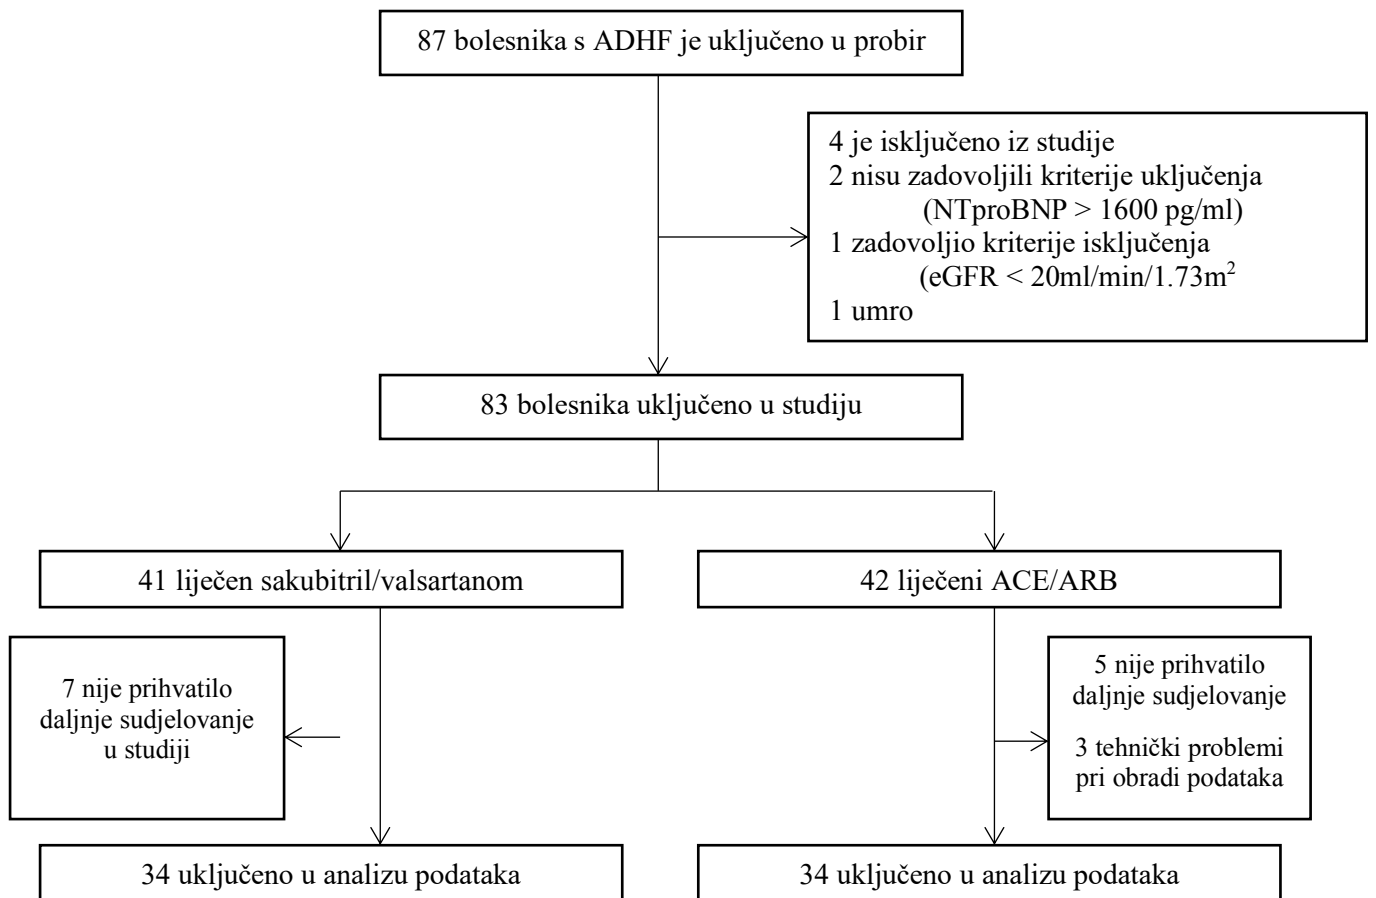 87 bolesnika s ADHF je uključeno u probir
4 je isključeno iz studije
2 nisu zadovoljili kriterije uključenja
(NTproBNP > 1600 pg/ml)
1 zadovoljio kriterije isključenja
(eGFR < 20ml/min/1.73m²
1 umro
83 bolesnika uključeno u studiju
41 liječen sakubitril/valsartanom
42 liječeni ACE/ARB
7 nije prihvatilo
daljnje sudjelovanje
u studiji
5 nije prihvatilo
daljnje sudjelovanje
3 tehnički problemi
pri obradi podataka
34 uključeno u analizu podataka
34 uključeno u analizu podataka